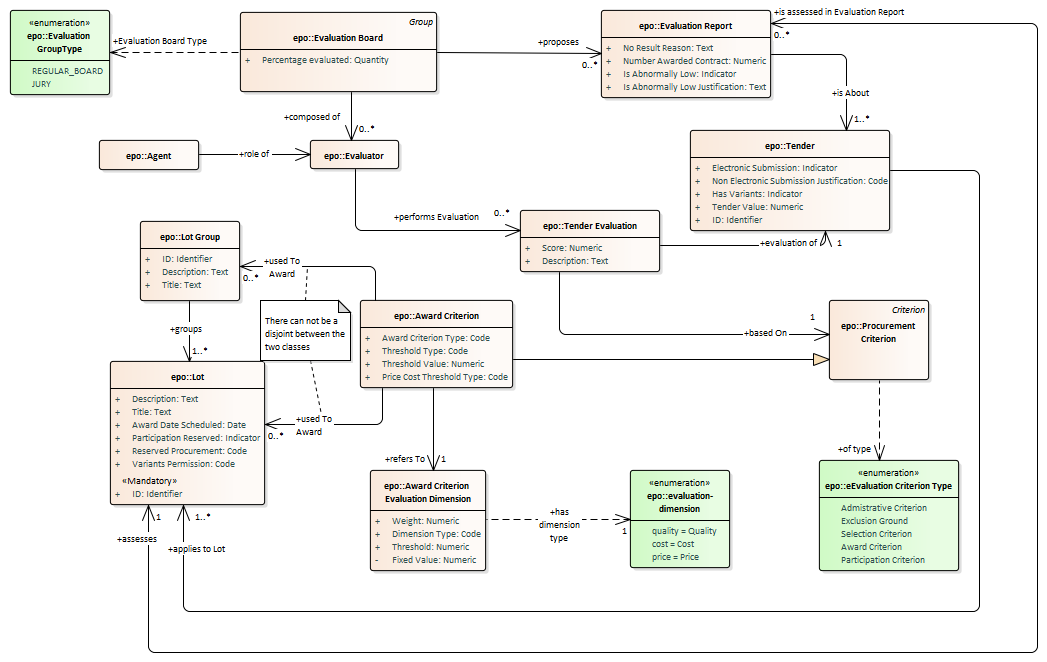 «enumeration»
epo::Evaluation
GroupType
REGULAR_BOARD
JURY
+Evaluation Board Type
Group
epo::Evaluation Board
+ Percentage evaluated: Quantity
+proposes
0..*
epo::Evaluation Report
+ No Result Reason: Text
+ Number Awarded Contract: Numeric
+ Is Abnormally Low: Indicator
+ Is Abnormally Low Justification: Text
+is assessed in Evaluation Report
0..*
+is About
1..*
+composed of
0..*
epo::Agent
+role of
epo::Evaluator
epo::Tender
+ Electronic Submission: Indicator
+ Non Electronic Submission Justification: Code
+ Has Variants: Indicator
+ Tender Value: Numeric
+ ID: Identifier
+performs Evaluation
0..*
epo::Tender Evaluation
+ Score: Numeric
+ Description: Text
+evaluation of
1
epo::Lot Group
+ ID: Identifier
+ Description: Text
+ Title: Text
+used To
Award
0..*
There can not be a
disjoint between the
two classes
epo::Award Criterion
+ Award Criterion Type: Code
+ Threshold Type: Code
+ Threshold Value: Numeric
+ Price Cost Threshold Type: Code
1
+based On
Criterion
epo::Procurement
Criterion
+groups
1..*
epo::Lot
+ Description: Text
+ Title: Text
+ Award Date Scheduled: Date
+ Participation Reserved: Indicator
+ Reserved Procurement: Code
+ Variants Permission: Code
«Mandatory»
+ ID: Identifier
+used To
Award
0..*
+refers To
1
+of type
epo::Award Criterion
Evaluation Dimension
+ Weight: Numeric
+ Dimension Type: Code
+ Threshold: Numeric
- Fixed Value: Numeric
+has
dimension
type
1
«enumeration»
epo::evaluation-
dimension
quality = Quality
cost = Cost
price = Price
«enumeration»
epo::eEvaluation Criterion Type
Admistrative Criterion
Exclusion Ground
Selection Criterion
Award Criterion
Participation Criterion
1
+assesses
1..*
+applies to Lot